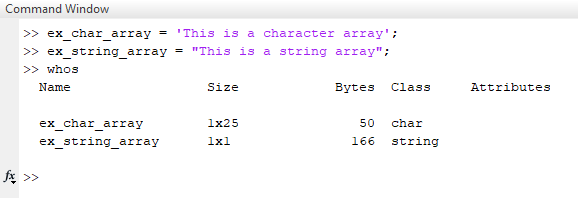 Command Window
>> ex_char_array = 'This is a character array';
>> ex_string_array = "This is a string array";
>> whos
Name Size Bytes Class Attributes
ex_char_array 1x25 50 char
ex_string_array 1x1 166 string
fx >>